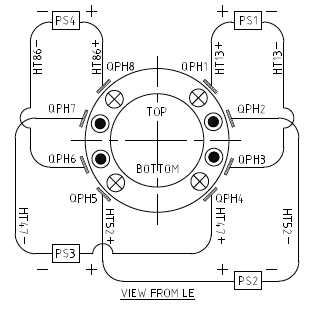 PS4
PS1
− + + −
HT86−
HT86+
HT13+
HT13−
QPH8
QPH1
QPH7
TOP
QPH2
QPH6
BOTTOM
QPH3
QPH5
QPH4
HT47−
HT52+
HT47+
HT52−
PS3
− +
PS2
− +
VIEW FROM LE